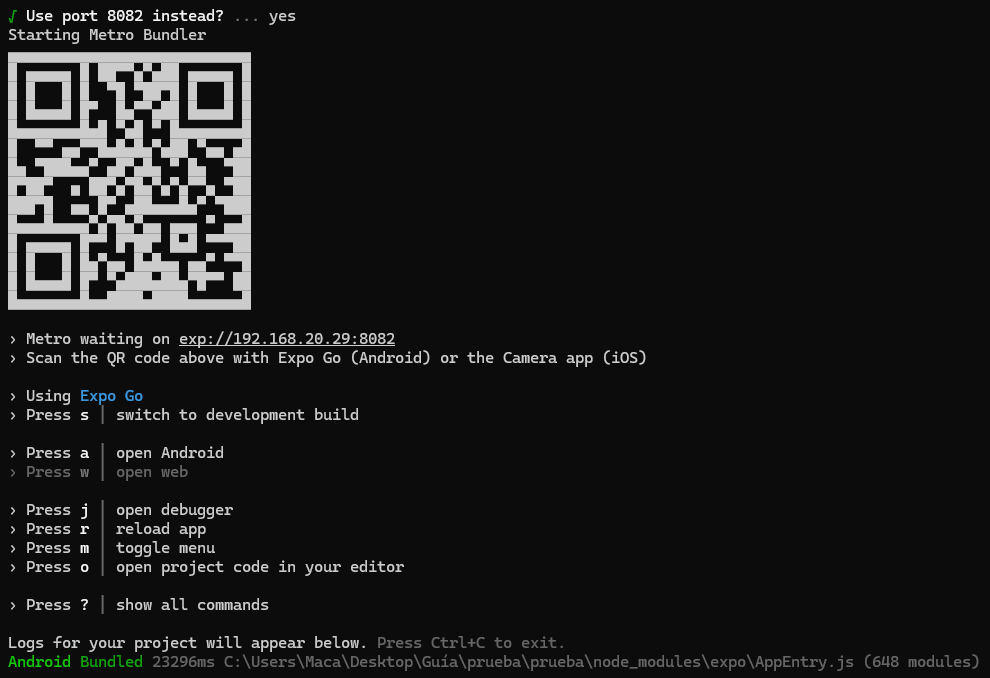 √ Use port 8082 instead? ... yes
Starting Metro Bundler
› Metro waiting on exp://192.168.20.29:8082
› Scan the QR code above with Expo Go (Android) or the Camera app (iOS)
› Using Expo Go
› Press s │ switch to development build
› Press a │ open Android
› Press w │ open web
› Press j │ open debugger
› Press r │ reload app
› Press m │ toggle menu
› Press o │ open project code in your editor
› Press ? │ show all commands
Logs for your project will appear below. Press Ctrl+C to exit.
Android Bundled 23296ms C:\Users\Maca\Desktop\Guía\prueba\prueba\node_modules\expo\AppEntry.js (648 modules)